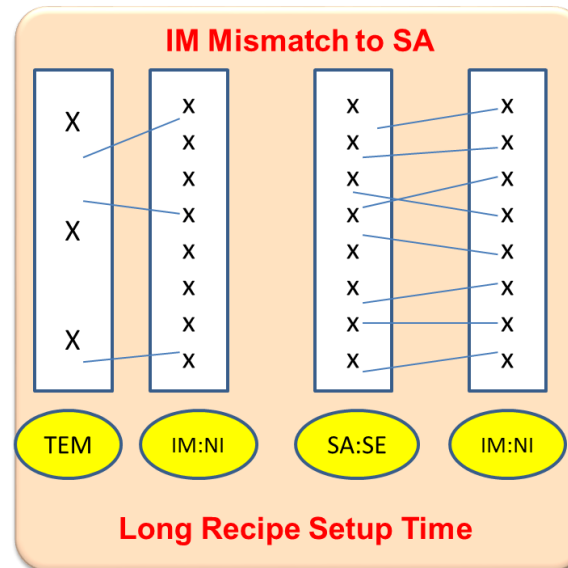 IM Mismatch to SA
X X X X
X X X
X X X
X X X X
X X X
X X X
X X X X
X X X
TEM IM:NI SA:SE IM:NI
Long Recipe Setup Time